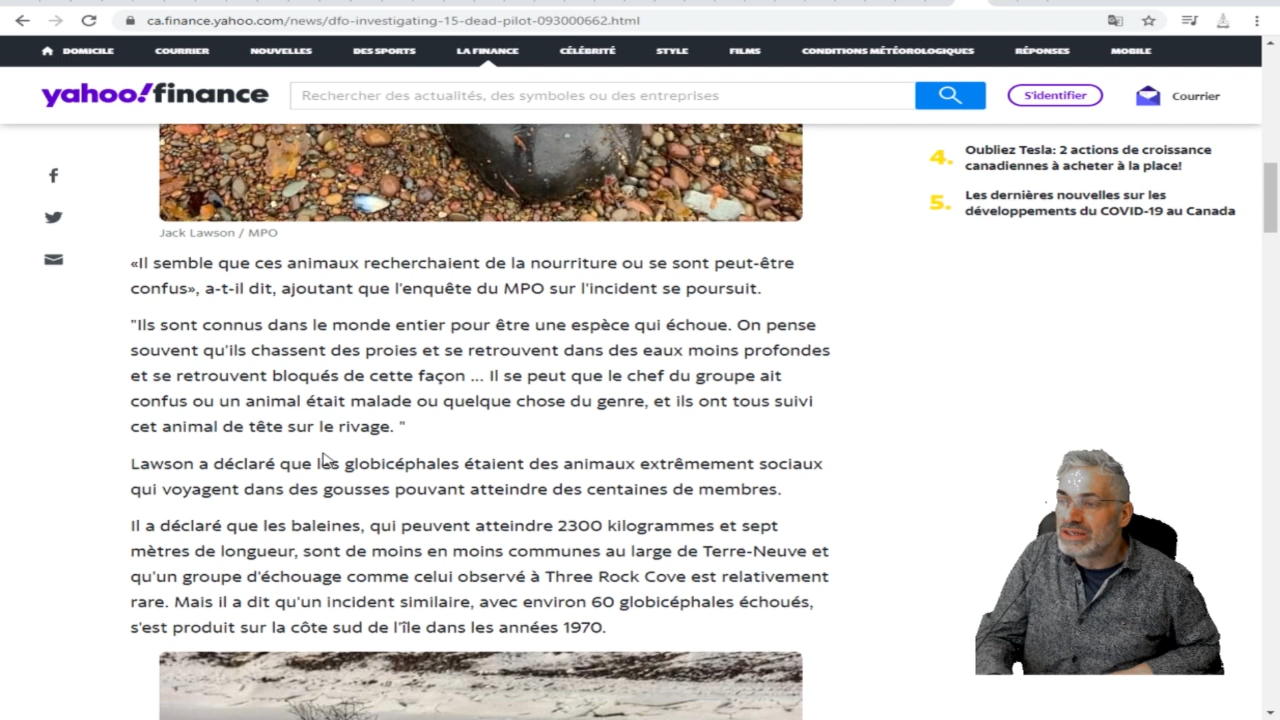 ca.finance.yahoo.com/news/dfo-investigating-15-dead-pilot-093000662.html
DOMICILE COURRIER NOUVELLES DES SPORTS LA FINANCE CÉLÉBRITÉ STYLE FILMS CONDITIONS MÉTÉOROLOGIQUES RÉPONSES MOBILE
yahoo!finance
Rechercher des actualités, des symboles ou des entreprises
S'identifier
Courrier
4. Oubliez Tesla: 2 actions de croissance
canadiennes à acheter à la place!
5. Les dernières nouvelles sur les
développements du COVID-19 au Canada
Jack Lawson / MPO
«Il semble que ces animaux recherchaient de la nourriture ou se sont peut-être
confus», a-t-il dit, ajoutant que l'enquête du MPO sur l'incident se poursuit.
"Ils sont connus dans le monde entier pour être une espèce qui échoue. On pense
souvent qu'ils chassent des proies et se retrouvent dans des eaux moins profondes
et se retrouvent bloqués de cette façon ... Il se peut que le chef du groupe ait
confus ou un animal était malade ou quelque chose du genre, et ils ont tous suivi
cet animal de tête sur le rivage. "
Lawson a déclaré que les globicéphales étaient des animaux extrêmement sociaux
qui voyagent dans des gousses pouvant atteindre des centaines de membres.
Il a déclaré que les baleines, qui peuvent atteindre 2300 kilogrammes et sept
mètres de longueur, sont de moins en moins communes au large de Terre-Neuve et
qu'un groupe d'échouage comme celui observé à Three Rock Cove est relativement
rare. Mais il a dit qu'un incident similaire, avec environ 60 globicéphales échoués,
s'est produit sur la côte sud de l'île dans les années 1970.